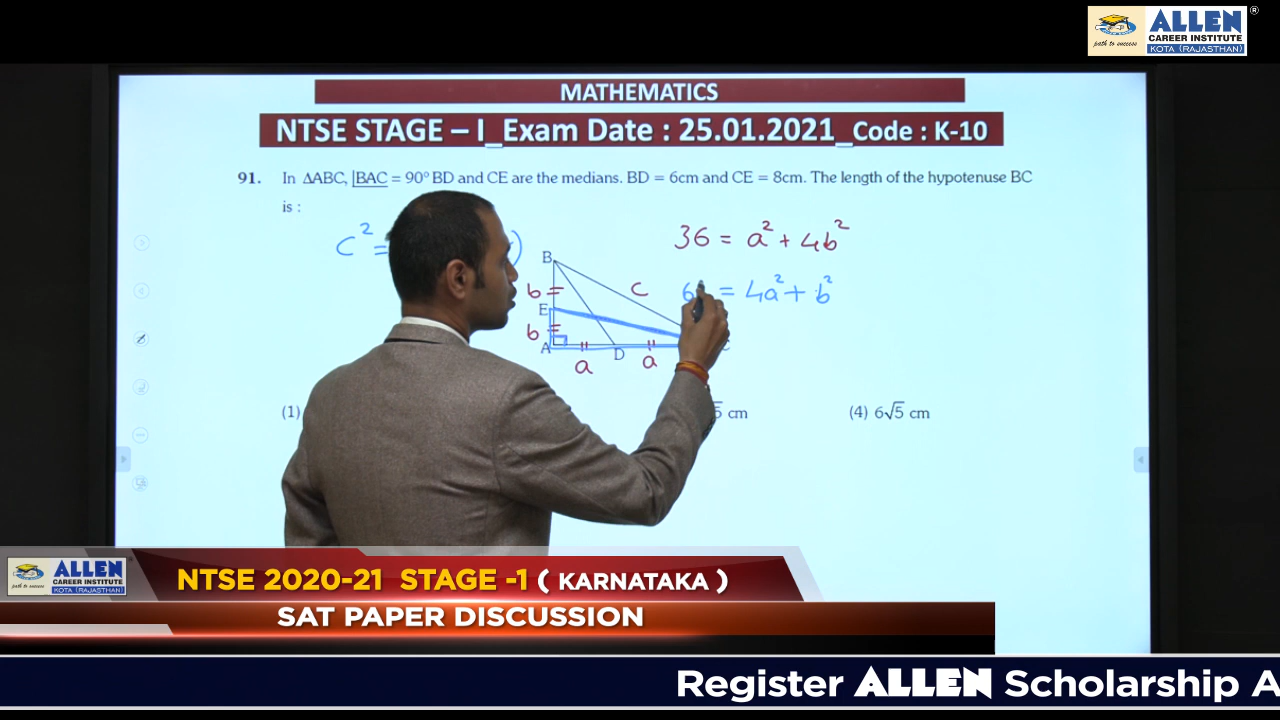 ALLEN
CAREER INSTITUTE
path to success
KOTA (RAJASTHAN)
®
MATHEMATICS
NTSE STAGE – I_Exam Date : 25.01.2021_Code : K-10
91. In ΔABC, |BAC = 90° BD and CE are the medians. BD = 6cm and CE = 8cm. The length of the hypotenuse BC
is :
c² =
)
36 = a² + 4b²
= 4a² + b²
B
b
c
E
b
A
D
a
a
(1)
cm
(4) 6√5 cm
ALLEN
CAREER INSTITUTE
path to success
KOTA (RAJASTHAN)
NTSE 2020-21 STAGE -1 ( KARNATAKA )
SAT PAPER DISCUSSION
Register ALLEN Scholarship A